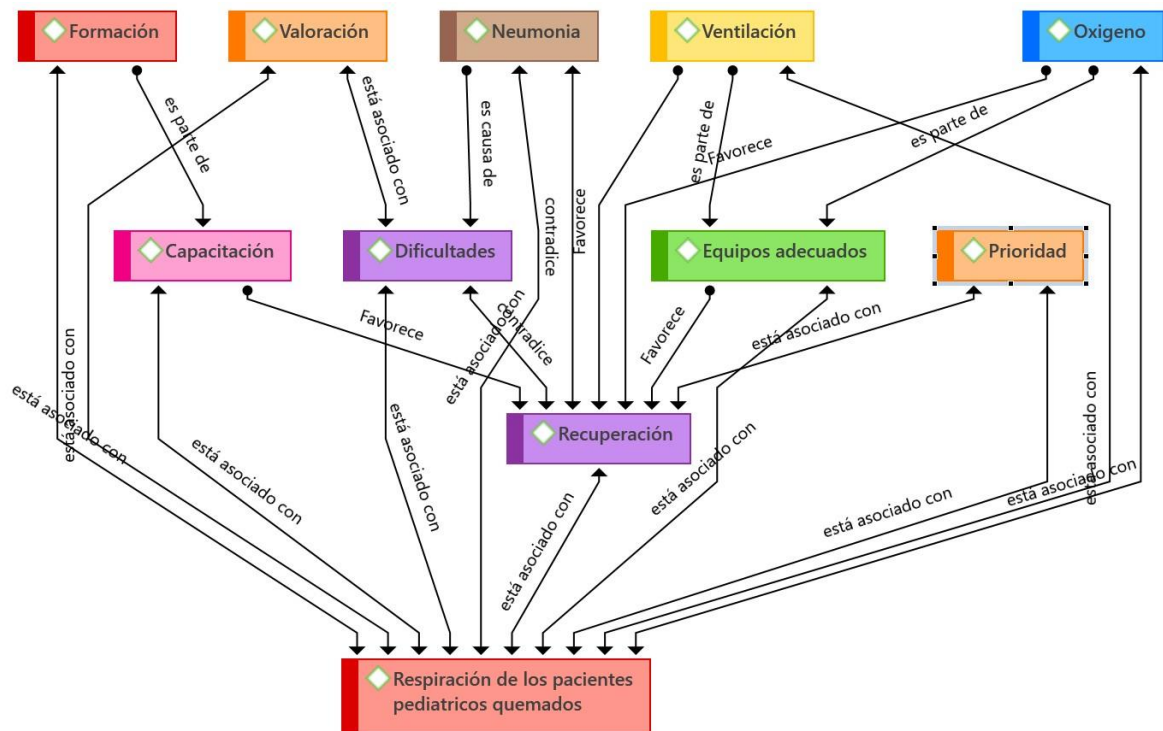 Formación
Valoración
Neumonia
Ventilación
Oxigeno
es parte de
está asociado con
es causa de
es parte de
Favorece
es parte de
contradice
Favorece
Capacitación
Dificultades
Equipos adecuados
Prioridad
Favorece
contradice
está asociado con
Favorece
está asociado con
está asociado con
está asociado con
Recuperación
está asociado con
está asociado con
está asociado con
está asociado con
está asociado con
está asociado con
está asociado con
está asociado con
Respiración de los pacientes
pediatricos quemados